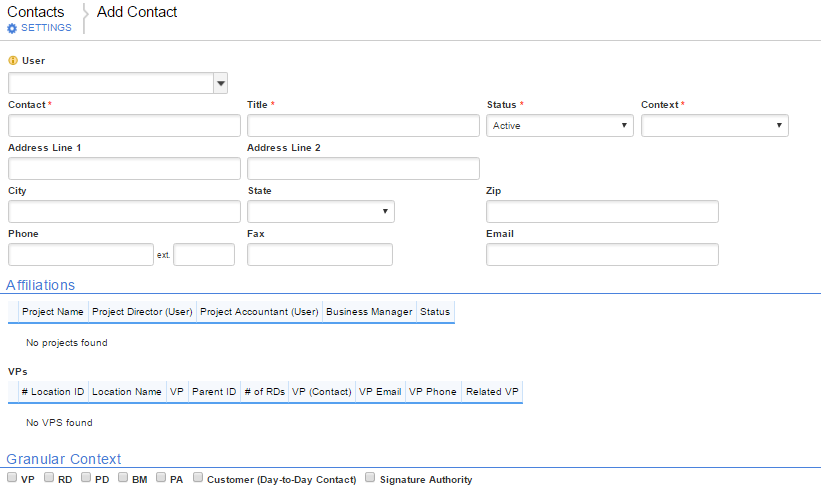 Contacts Add Contact
SETTINGS
User
Contact * Title * Status * Context *
Active
Address Line 1 Address Line 2
City State Zip
Phone Fax Email
ext.
Affiliations
Project Name Project Director (User) Project Accountant (User) Business Manager Status
No projects found
VPs
# Location ID Location Name VP Parent ID # of RDs VP (Contact) VP Email VP Phone Related VP
No VPS found
Granular Context
VP RD PD BM PA Customer (Day-to-Day Contact) Signature Authority